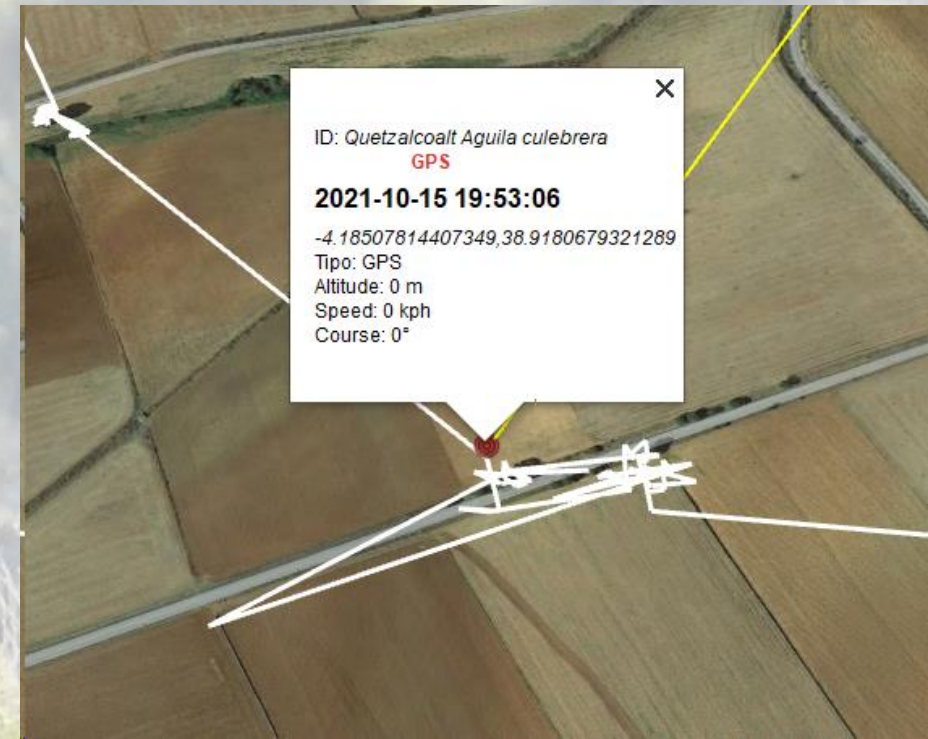 ID: Quetzalcoalt Aguila culebrera
GPS
2021-10-15 19:53:06
-4.18507814407349,38.9180679321289
Tipo: GPS
Altitude: 0 m
Speed: 0 kph
Course: 0°